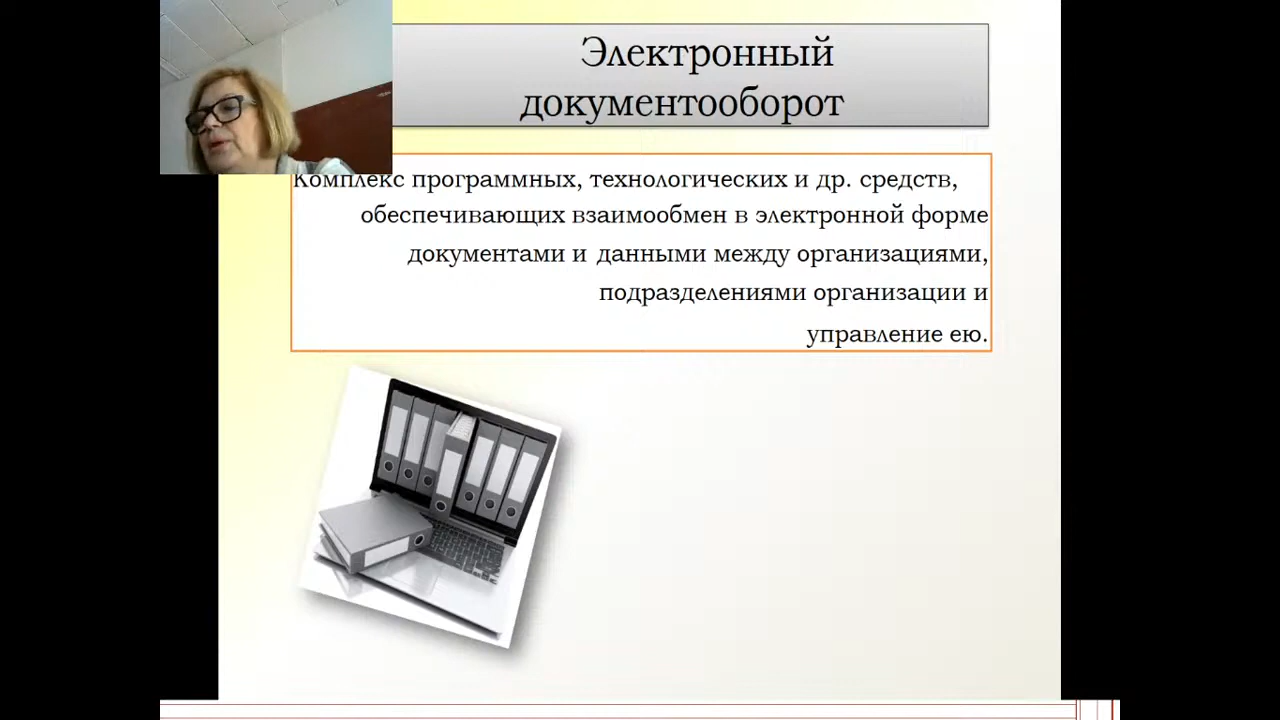 Электронный
документооборот
Комплекс программных, технологических и др. средств,
обеспечивающих взаимообмен в электронной форме
документами и данными между организациями,
подразделениями организации и
управление ею.